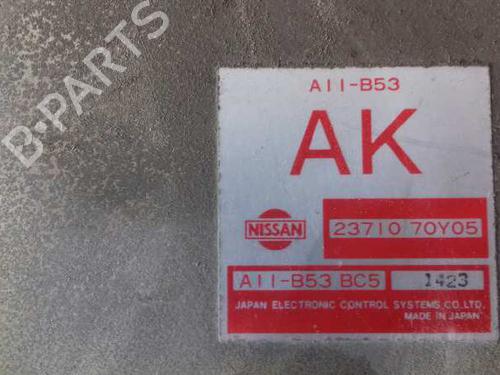 B-PARTS
A11-B53
AK
NISSAN
23710 70Y05
A11-B53 BC5 1423
JAPAN ELECTRONIC CONTROL SYSTEMS CO.,LTD.
MADE IN JAPAN